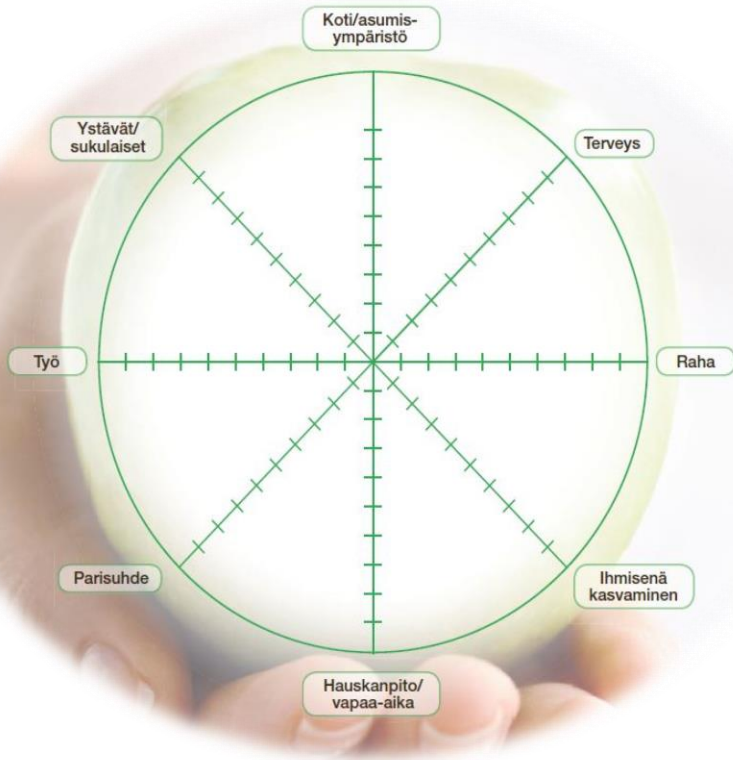 Koti/asumis-
ympäristö
Ystävät/
sukulaiset
Terveys
Työ
Raha
Parisuhde
Ihmisenä
kasvaminen
Hauskanpito/
vapaa-aika